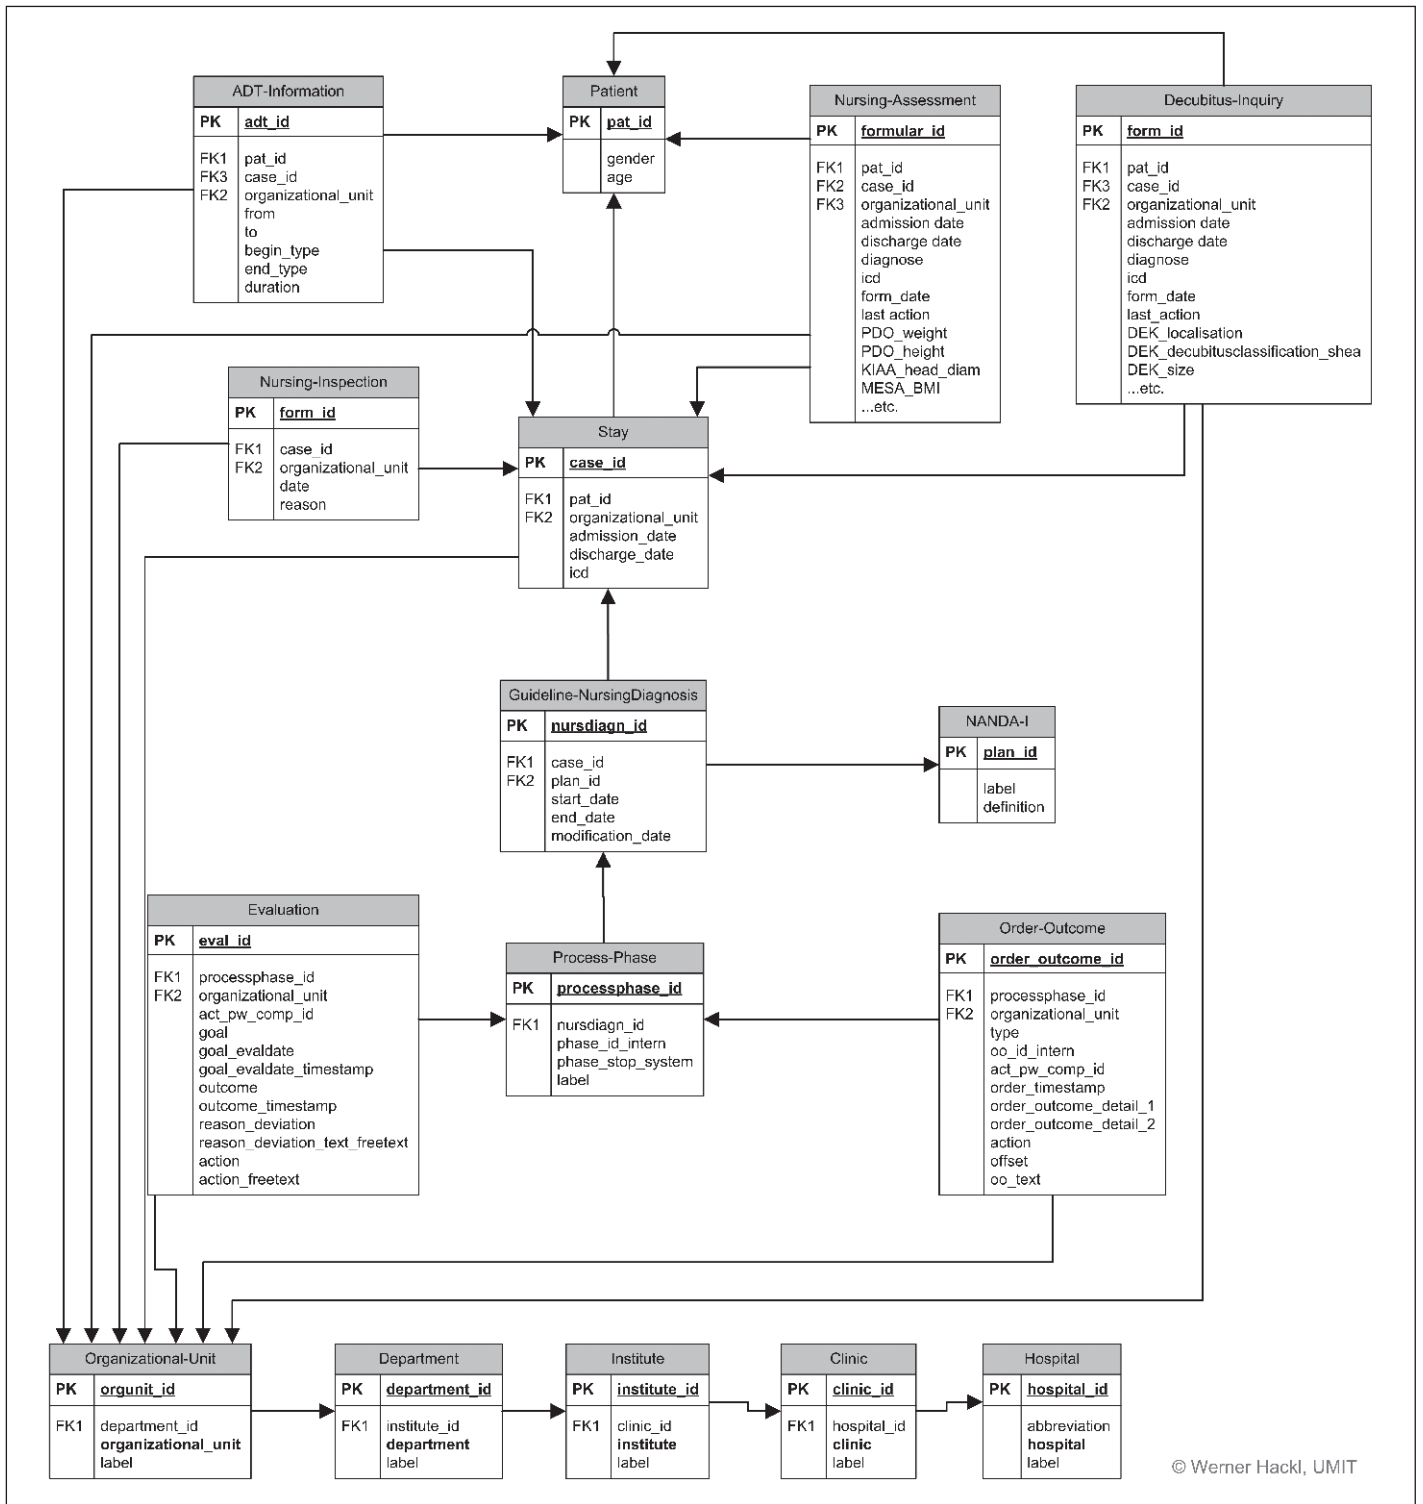 ADT-Information
PK adt_id
FK1 pat_id
FK3 case_id
FK2 organizational_unit
from
to
begin_type
end_type
duration
Patient
PK pat_id
gender
age
Nursing-Assessment
PK formular_id
FK1 pat_id
FK2 case_id
FK3 organizational_unit
admission date
discharge date
diagnose
icd
form_date
last action
PDO_weight
PDO_height
KIAA_head_diam
MESA_BMI
...etc.
Decubitus-Inquiry
PK form_id
FK1 pat_id
FK3 case_id
FK2 organizational_unit
admission date
discharge date
diagnose
icd
form_date
last_action
DEK_localisation
DEK_decubitusclassification_shea
DEK_size
...etc.
Nursing-Inspection
PK form_id
FK1 case_id
FK2 organizational_unit
date
reason
Stay
PK case_id
FK1 pat_id
FK2 organizational_unit
admission_date
discharge_date
icd
Guideline-NursingDiagnosis
PK nursdiagn_id
FK1 case_id
FK2 plan_id
start_date
end_date
modification_date
NANDA-I
PK plan_id
label
definition
Evaluation
PK eval_id
FK1 processphase_id
FK2 organizational_unit
act_pw_comp_id
goal
goal_evaldate
goal_evaldate_timestamp
outcome
outcome_timestamp
reason_deviation
reason_deviation_text_freetext
action
action_freetext
Process-Phase
PK processphase_id
FK1 nursdiagn_id
phase_id_intern
phase_stop_system
label
Order-Outcome
PK order_outcome_id
FK1 processphase_id
FK2 organizational_unit
type
oo_id_intern
act_pw_comp_id
order_timestamp
order_outcome_detail_1
order_outcome_detail_2
action
offset
oo_text
Organizational-Unit
PK orgunit_id
FK1 department_id
organizational_unit
label
Department
PK department_id
FK1 institute_id
department
label
Institute
PK institute_id
FK1 clinic_id
institute
label
Clinic
PK clinic_id
FK1 hospital_id
clinic
label
Hospital
PK hospital_id
abbreviation
hospital
label
© Werner Hackl, UMIT